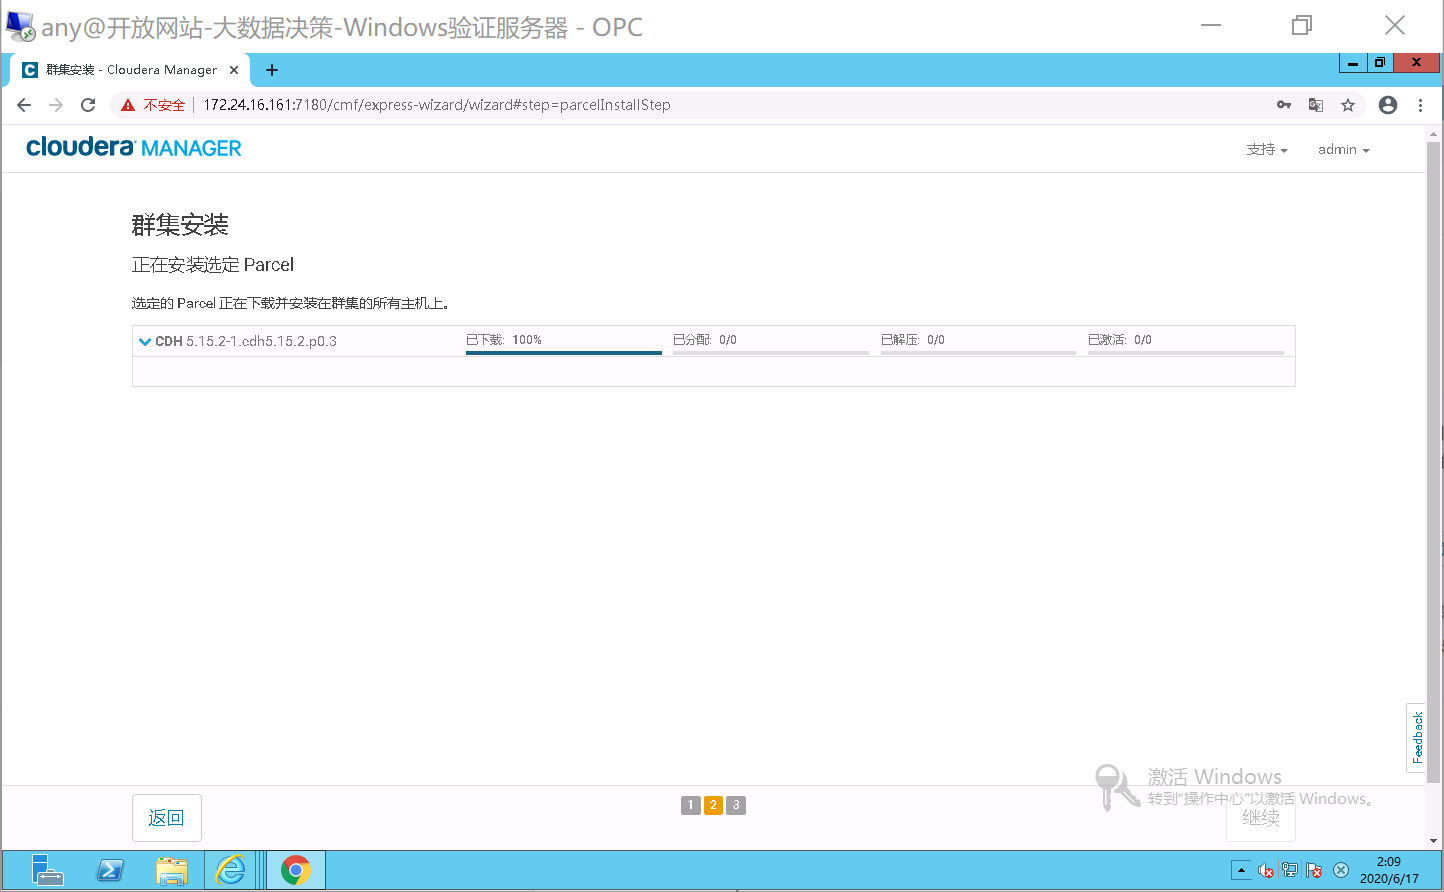 any@开放网站-大数据决策-Windows验证服务器 - OPC
群集安装 - Cloudera Manager
不安全 172.24.16.161:7180/cmf/express-wizard/wizard#step=parcelInstallStep
cloudera MANAGER
支持
admin
群集安装
正在安装选定 Parcel
选定的 Parcel 正在下载并安装在群集的所有主机上。
CDH 5.15.2-1.cdh5.15.2.p0.3 已下载: 100% 已分配: 0/0 已解压: 0/0 已激活: 0/0
Feedback
激活 Windows
转到“操作中心”以激活 Windows。
返回
1 2 3
继续
2:09
2020/6/17